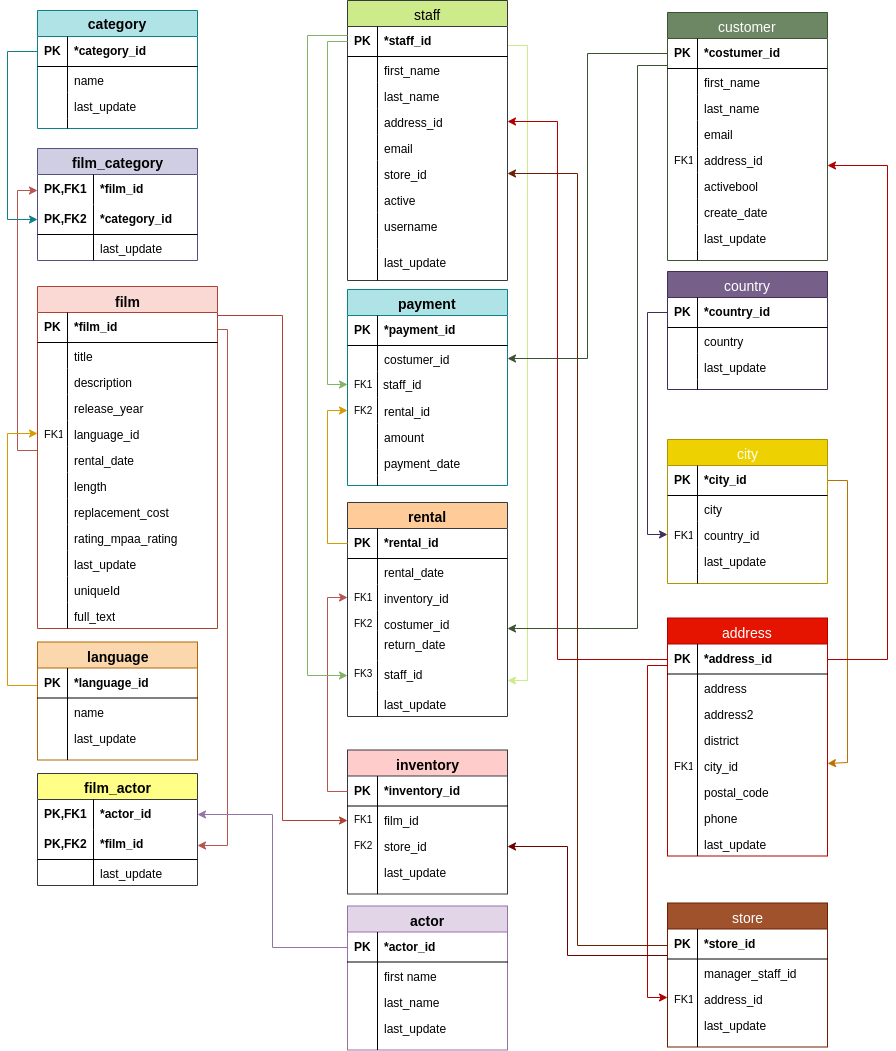 category
PK *category_id
name
last_update
film_category
PK,FK1 *film_id
PK,FK2 *category_id
last_update
film
PK *film_id
title
description
release_year
FK1 language_id
rental_date
length
replacement_cost
rating_mpaa_rating
last_update
uniqueId
full_text
language
PK *language_id
name
last_update
film_actor
PK,FK1 *actor_id
PK,FK2 *film_id
last_update
staff
PK *staff_id
first_name
last_name
address_id
email
store_id
active
username
last_update
payment
PK *payment_id
costumer_id
FK1 staff_id
FK2 rental_id
amount
payment_date
rental
PK *rental_id
rental_date
FK1 inventory_id
FK2 costumer_id
return_date
FK3 staff_id
last_update
inventory
PK *inventory_id
FK1 film_id
FK2 store_id
last_update
actor
PK *actor_id
first name
last_name
last_update
customer
PK *costumer_id
first_name
last_name
email
FK1 address_id
activebool
create_date
last_update
country
PK *country_id
country
last_update
city
PK *city_id
city
FK1 country_id
last_update
address
PK *address_id
address
address2
district
FK1 city_id
postal_code
phone
last_update
store
PK *store_id
manager_staff_id
FK1 address_id
last_update